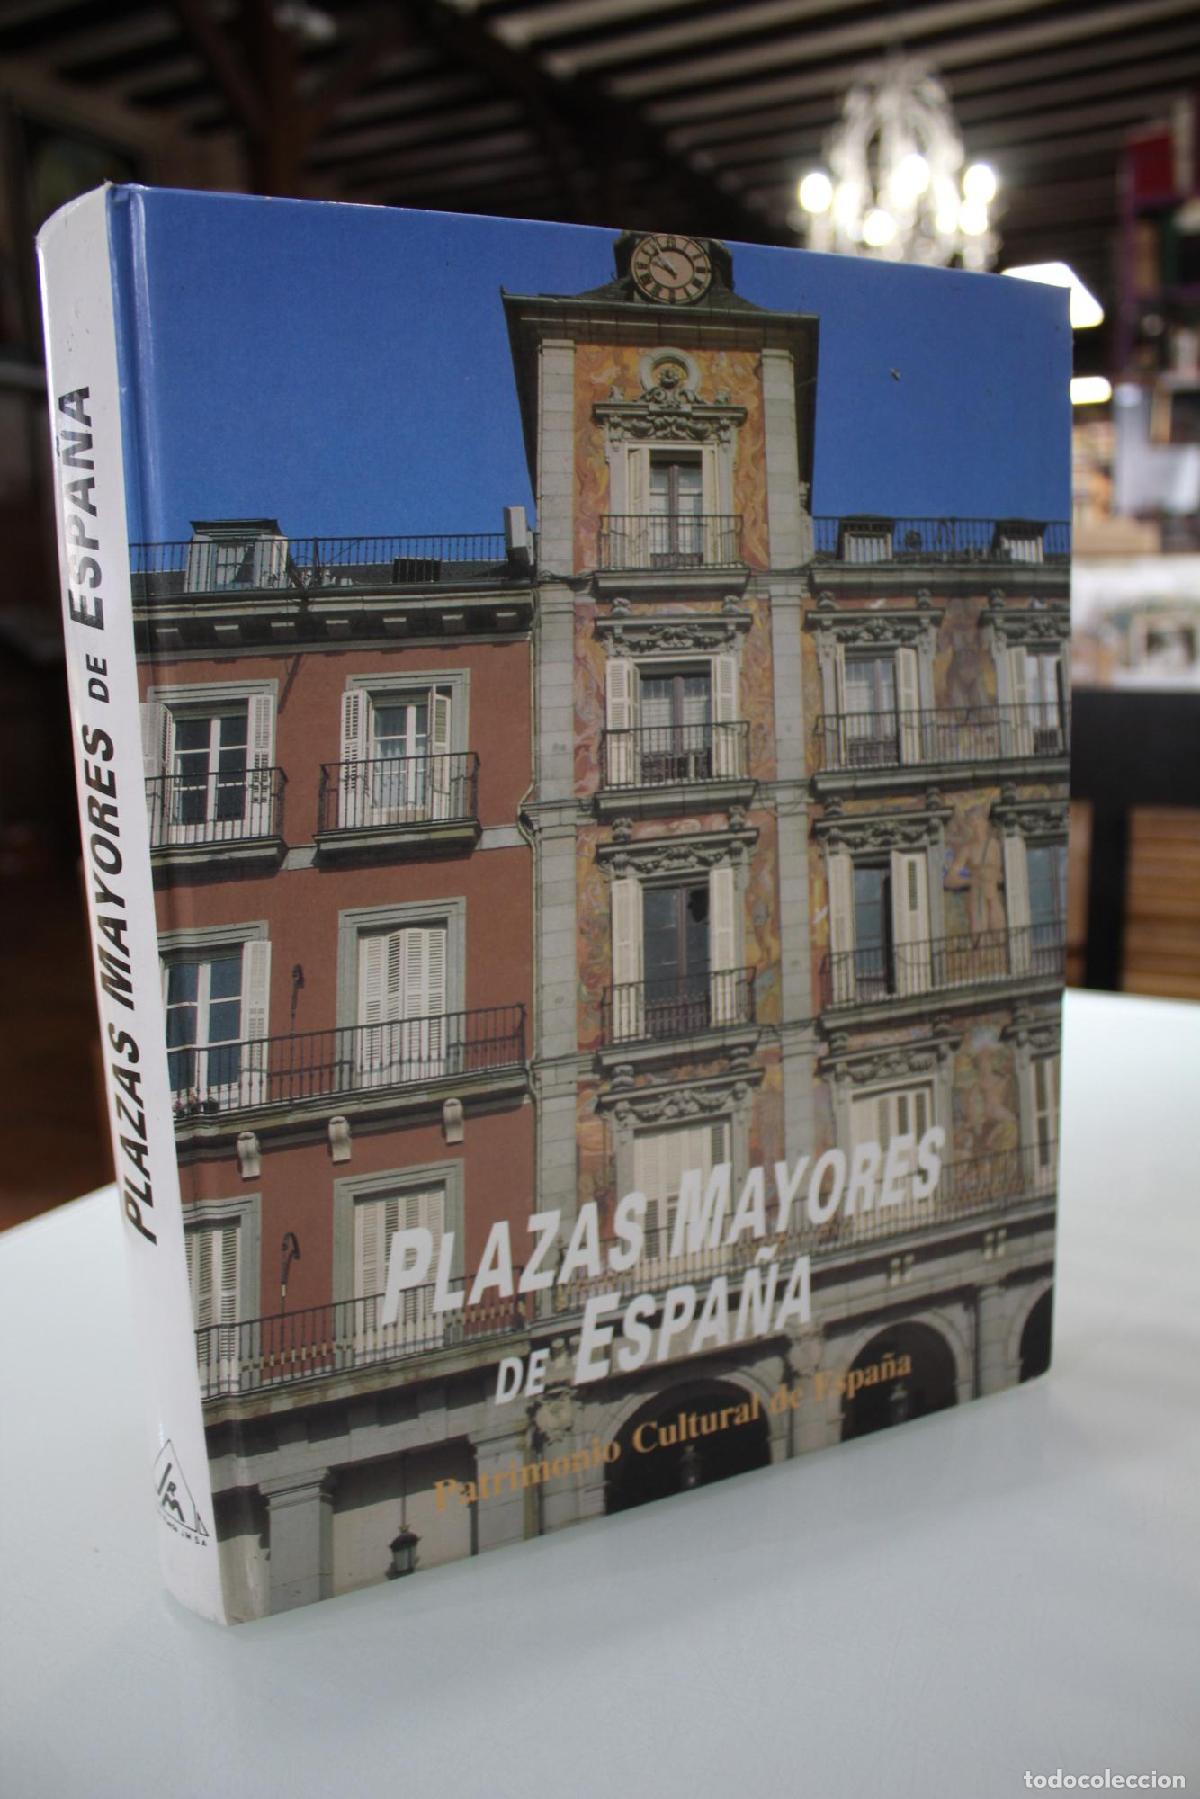 PLAZAS MAYORES DE ESPAÑA
PLAZAS MAYORES
DE ESPAÑA
Patrimonio Cultural de España
todocoleccion